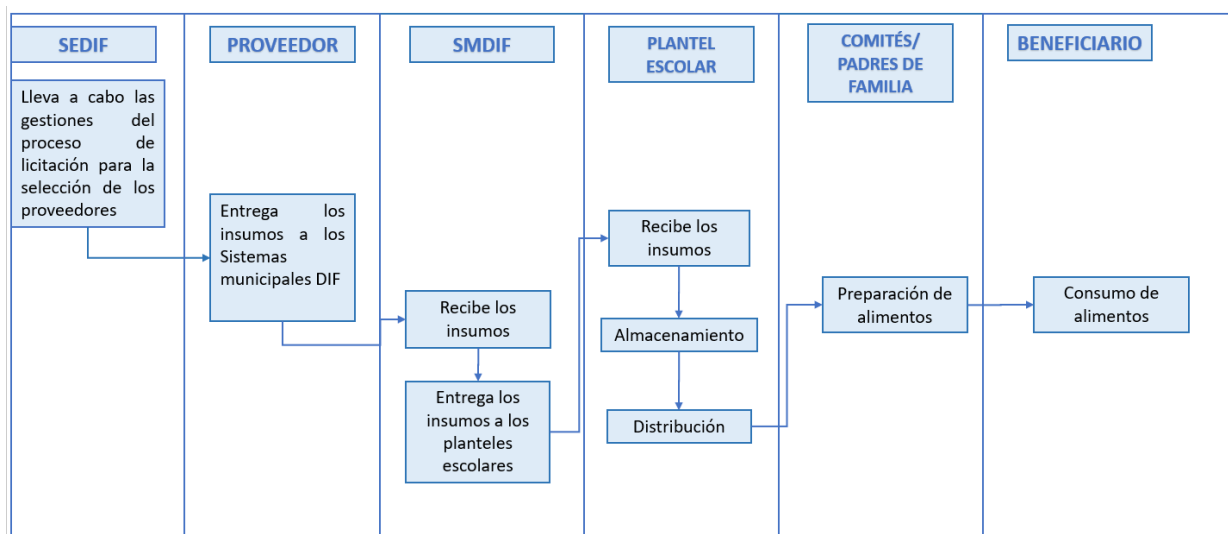 SEDIF
PROVEEDOR
SMDIF
PLANTEL
ESCOLAR
COMITÉS/
PADRES DE
FAMILIA
BENEFICIARIO
Lleva a cabo las
gestiones del
proceso de
licitación para la
selección de los
proveedores
Entrega los
insumos a los
Sistemas
municipales DIF
Recibe los
insumos
Entrega los
insumos a los
planteles
escolares
Recibe los
insumos
Almacenamiento
Distribución
Preparación de
alimentos
Consumo de
alimentos